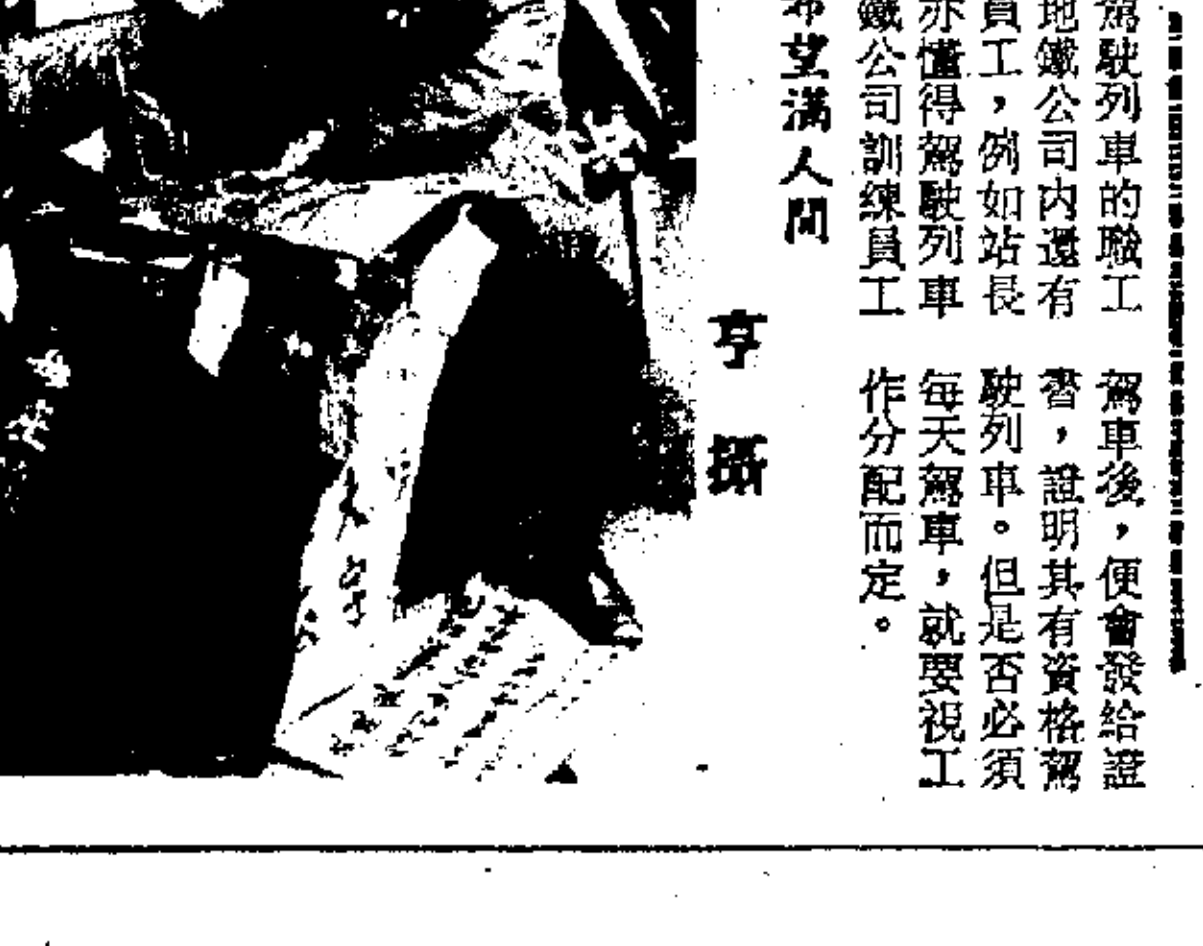 駕駛列車的職工
地鐵公司內還有
員工，例如站長
亦懂得駕駛列車
鐵公司訓練員工
駕車後，便會發給證
書，證明其有資格駕
駛列車。但是否必須
每天駕車，就要視工
作分配而定。
希望滿人間
亨攝